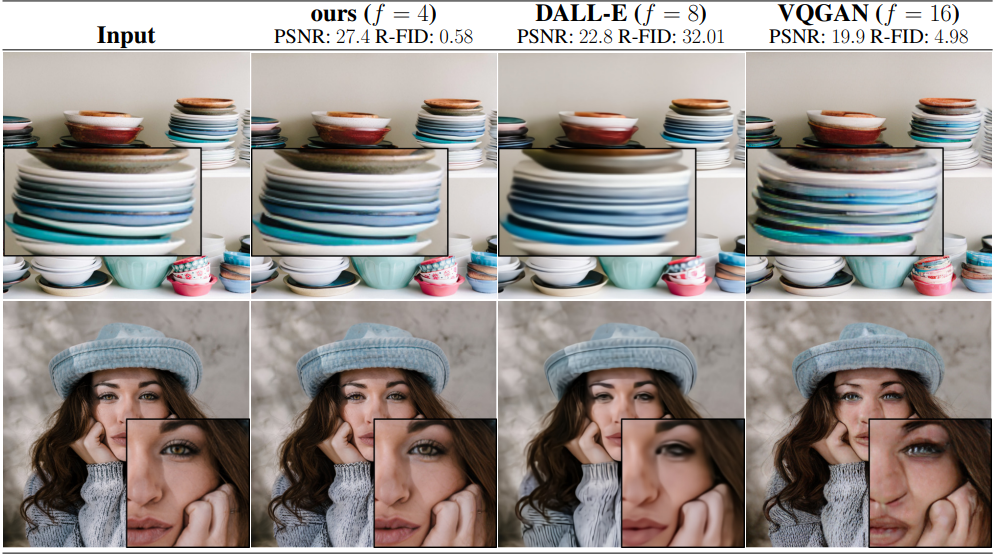 Input
ours (f = 4)
PSNR: 27.4 R-FID: 0.58
DALL-E (f = 8)
PSNR: 22.8 R-FID: 32.01
VQGAN (f = 16)
PSNR: 19.9 R-FID: 4.98